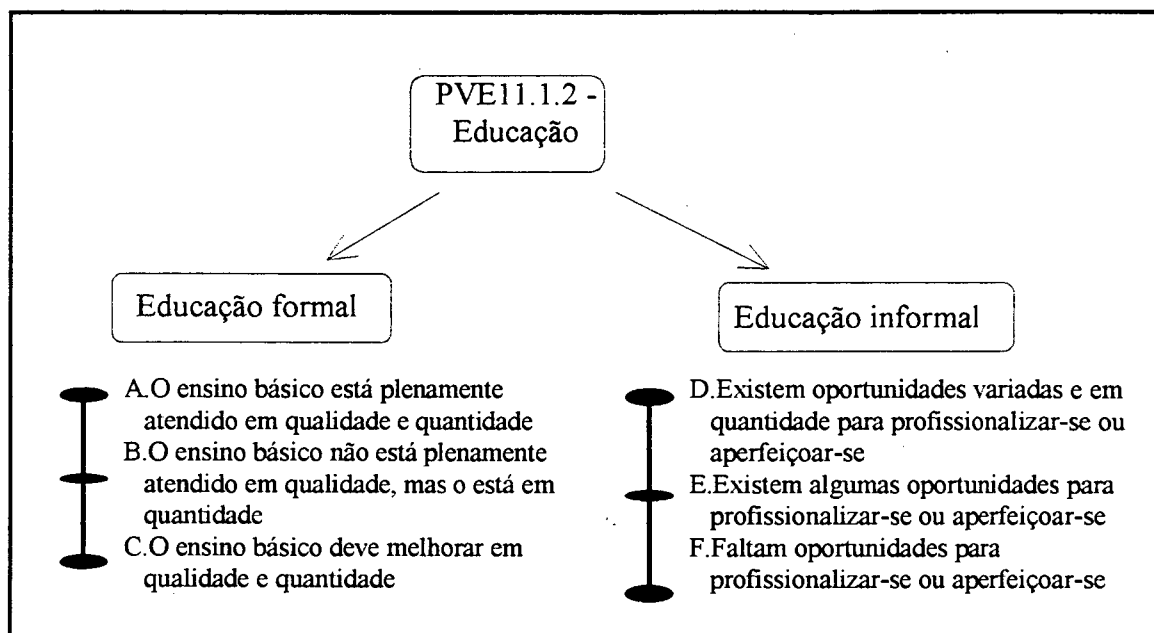 PVE11.1.2 -
Educação
Educação formal
A.O ensino básico está plenamente
atendido em qualidade e quantidade
B.O ensino básico não está plenamente
atendido em qualidade, mas o está em
quantidade
C.O ensino básico deve melhorar em
qualidade e quantidade
Educação informal
D.Existem oportunidades variadas e em
quantidade para profissionalizar-se ou
aperfeiçoar-se
E.Existem algumas oportunidades para
profissionalizar-se ou aperfeiçoar-se
F.Faltam oportunidades para
profissionalizar-se ou aperfeiçoar-se